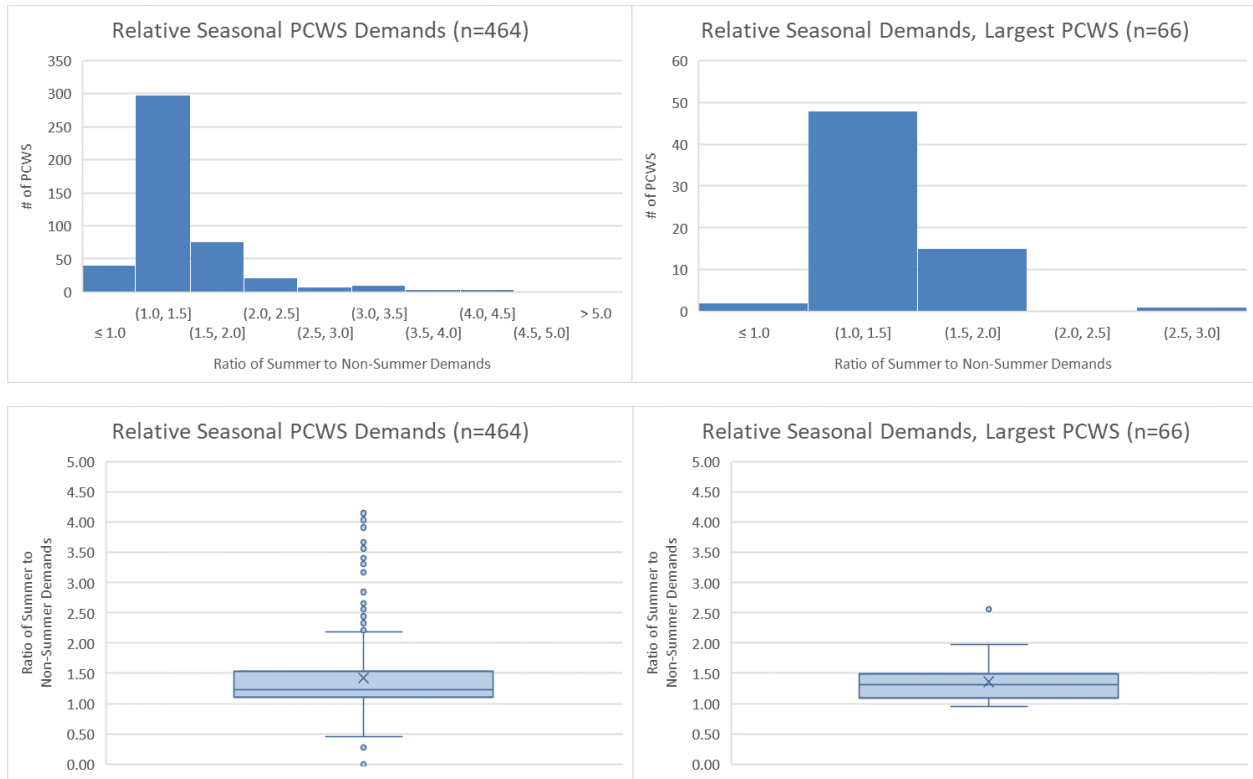 Relative Seasonal PCWS Demands (n=464)
350
300
250
200
150
100
50
0
# of PCWS
(1.0, 1.5] (2.0, 2.5] (3.0, 3.5] (4.0, 4.5] > 5.0
≤ 1.0 (1.5, 2.0] (2.5, 3.0] (3.5, 4.0] (4.5, 5.0]
Ratio of Summer to Non-Summer Demands
Relative Seasonal Demands, Largest PCWS (n=66)
60
50
40
30
20
10
0
# of PCWS
≤ 1.0 (1.0, 1.5] (1.5, 2.0] (2.0, 2.5] (2.5, 3.0]
Ratio of Summer to Non-Summer Demands
Relative Seasonal PCWS Demands (n=464)
5.00
4.50
4.00
3.50
3.00
2.50
2.00
1.50
1.00
0.50
0.00
Ratio of Summer to
Non-Summer Demands
Relative Seasonal Demands, Largest PCWS (n=66)
5.00
4.50
4.00
3.50
3.00
2.50
2.00
1.50
1.00
0.50
0.00
Ratio of Summer to
Non-Summer Demands